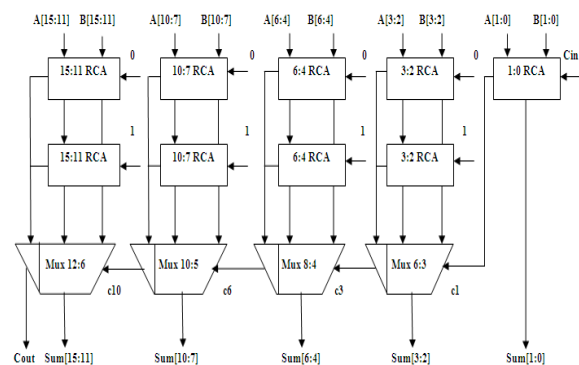 A[15:11] B[15:11] A[10:7] B[10:7] A[6:4] B[6:4] A[3:2] B[3:2] A[1:0] B[1:0]
0 0 0 0 Cin
15:11 RCA 10:7 RCA 6:4 RCA 3:2 RCA 1:0 RCA
1 1 1 1
15:11 RCA 10:7 RCA 6:4 RCA 3:2 RCA
Mux 12:6 Mux 10:5 Mux 8:4 Mux 6:3
c10 c6 c3 c1
Cout Sum[15:11] Sum[10:7] Sum[6:4] Sum[3:2] Sum[1:0]